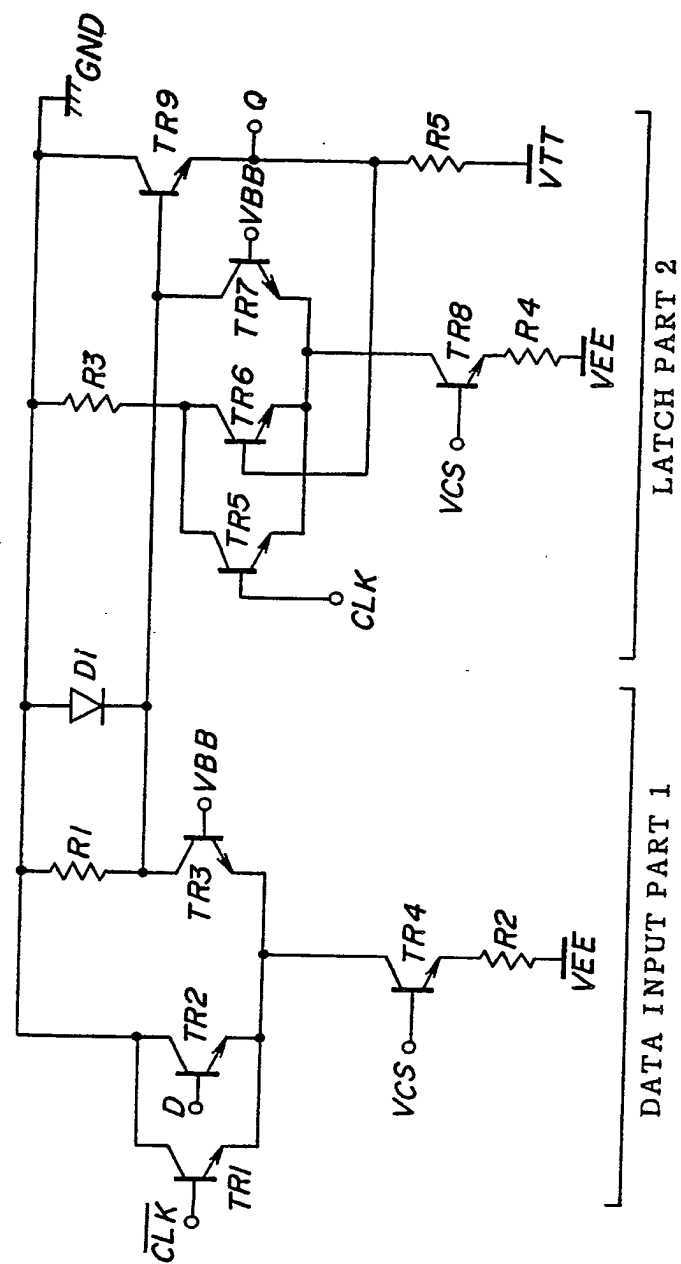 GND
R1
D1
R3
TR9
Q
CLK
D
TR1
TR2
TR3
VBB
TR5
TR6
TR7
VBB
CLK
VCS
TR4
R2
VEE
VCS
TR8
R4
VEE
R5
VTT
DATA INPUT PART 1
LATCH PART 2